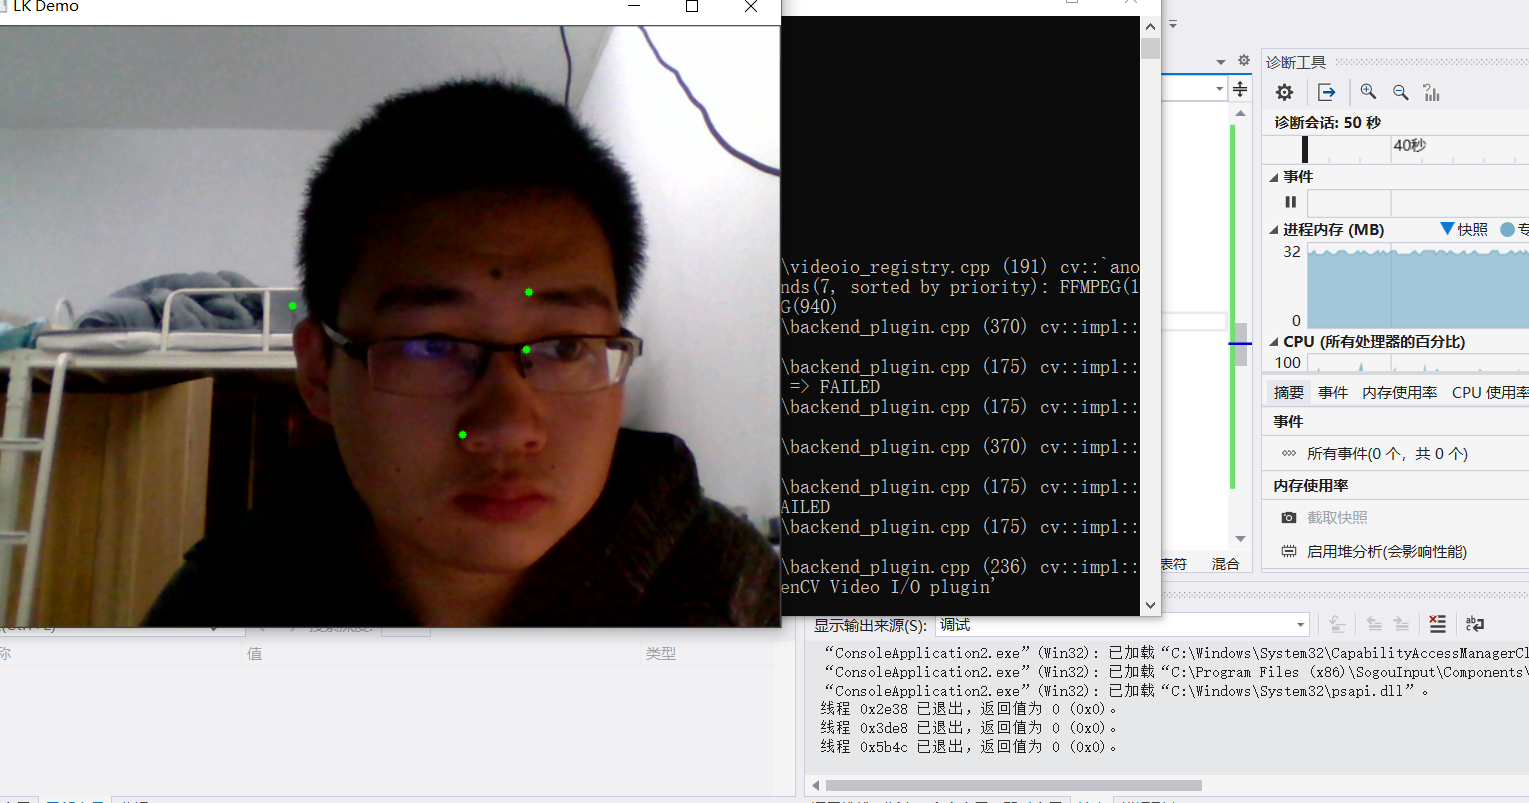 LK Demo
\videoio_registry.cpp (191) cv::`ano
nds(7, sorted by priority): FFMPEG(1
G(940)
\backend_plugin.cpp (370) cv::impl::
\backend_plugin.cpp (175) cv::impl::
=> FAILED
\backend_plugin.cpp (175) cv::impl::
\backend_plugin.cpp (370) cv::impl::
\backend_plugin.cpp (175) cv::impl::
AILED
\backend_plugin.cpp (175) cv::impl::
\backend_plugin.cpp (236) cv::impl::
enCV Video I/O plugin'
表符 混合
诊断工具
诊断会话: 50 秒
40秒
事件
进程内存 (MB) 快照 专
32
0
CPU (所有处理器的百分比)
100
摘要 事件 内存使用率 CPU 使用率
事件
所有事件(0 个，共 0 个)
内存使用率
截取快照
启用堆分析(会影响性能)
称 值 类型
显示输出来源(S): 调试
“ConsoleApplication2.exe”(Win32): 已加载“C:\Windows\System32\CapabilityAccessManagerCl
“ConsoleApplication2.exe”(Win32): 已加载“C:\Program Files (x86)\SogouInput\Components\
“ConsoleApplication2.exe”(Win32): 已加载“C:\Windows\System32\psapi.dll”。
线程 0x2e38 已退出，返回值为 0 (0x0)。
线程 0x3de8 已退出，返回值为 0 (0x0)。
线程 0x5b4c 已退出，返回值为 0 (0x0)。